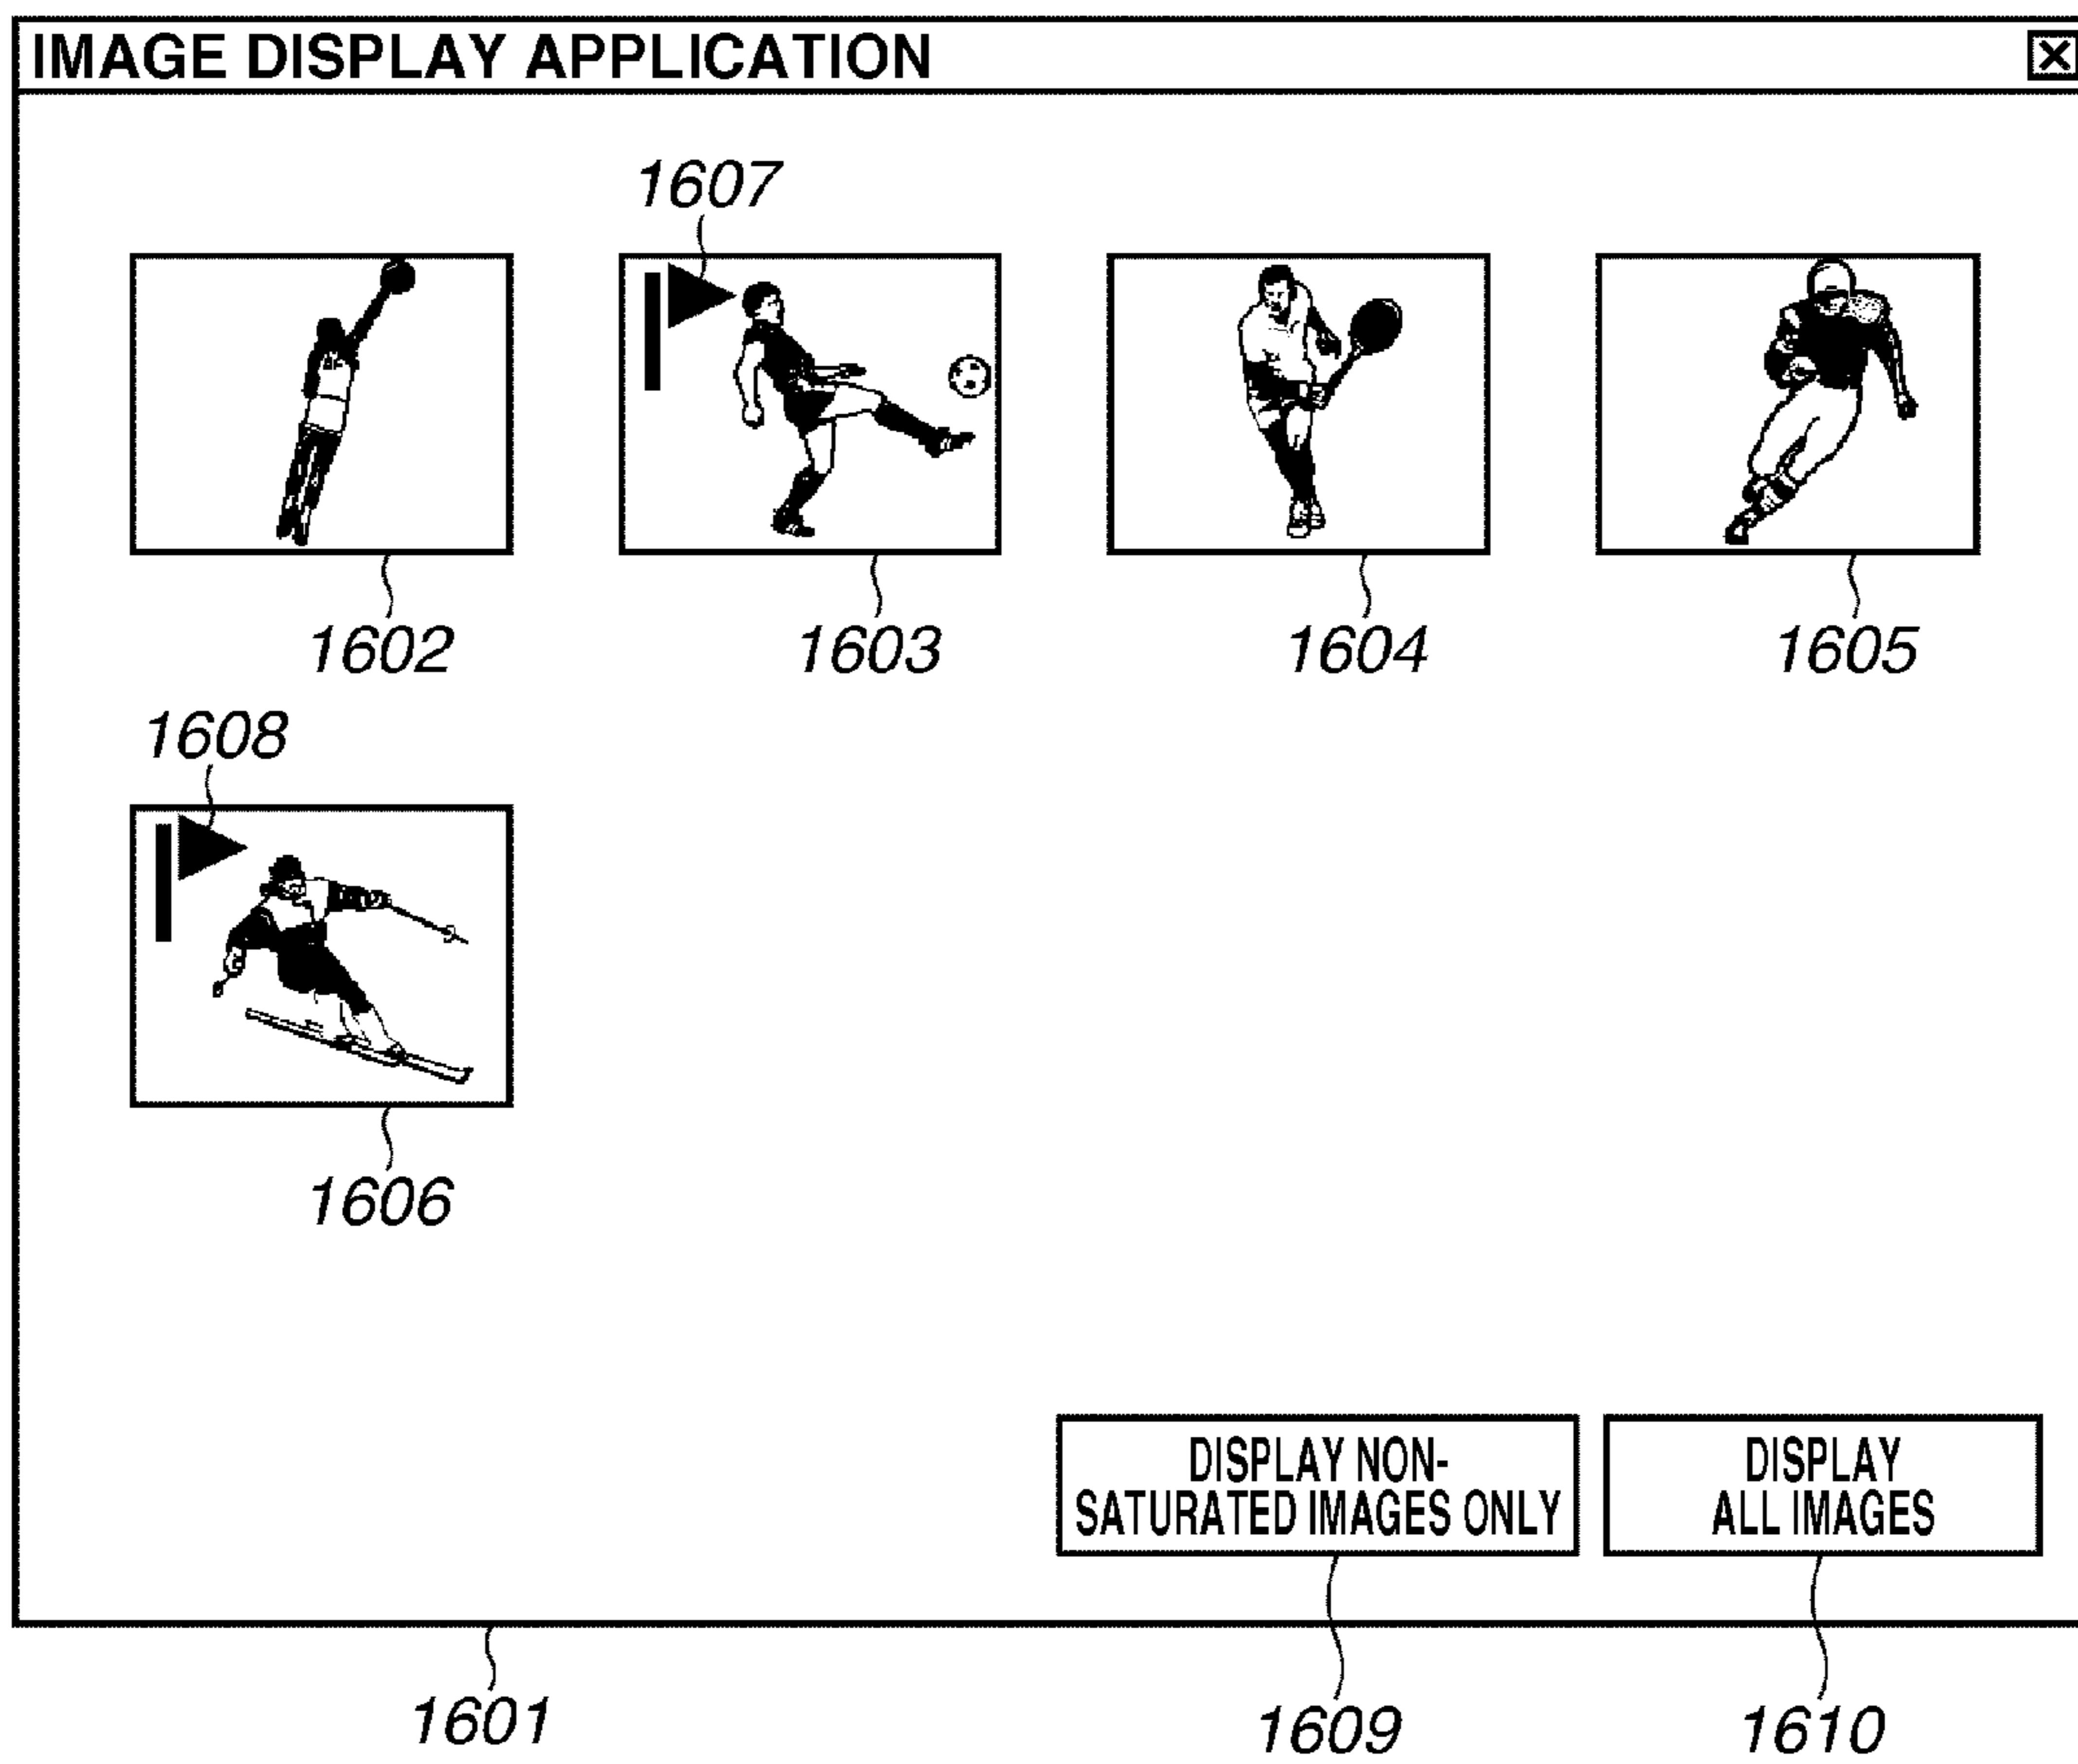 IMAGE DISPLAY APPLICATION
1607
1602
1603
1604
1605
1608
1606
DISPLAY NON-
SATURATED IMAGES ONLY
DISPLAY
ALL IMAGES
1601
1609
1610